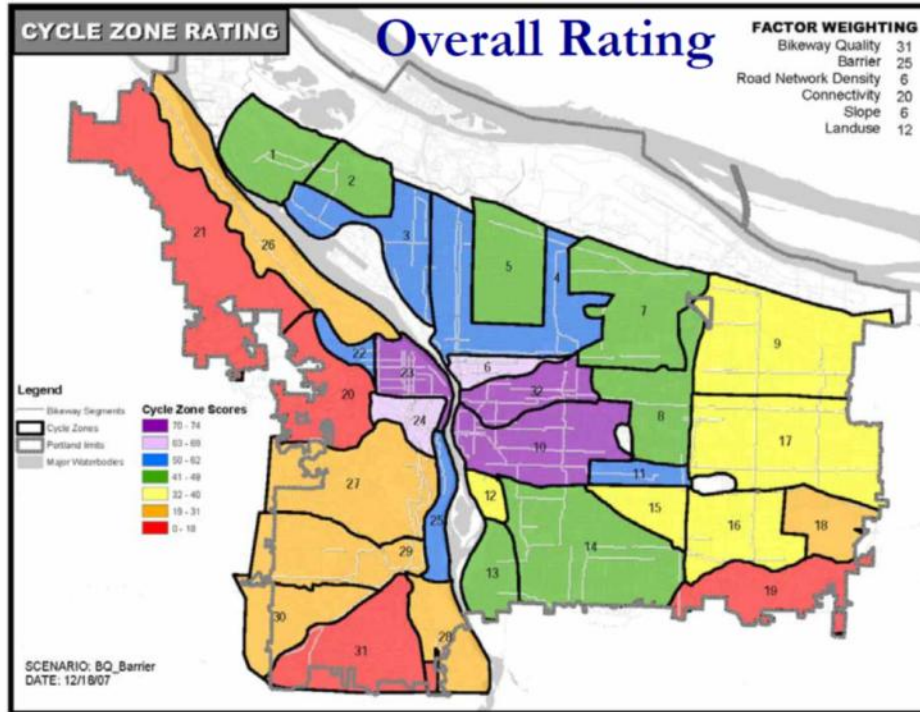 CYCLE ZONE RATING
Overall Rating
FACTOR WEIGHTING
Bikeway Quality 31
Barrier 25
Road Network Density 6
Connectivity 20
Slope 6
Landuse 12
1
2
3
4
5
21
26
7
9
22
23
6
32
20
24
8
10
17
11
27
12
15
25
16
18
29
14
13
19
30
28
31
Legend
Bikeway Segments
Cycle Zones
Portland limits
Major Waterbodies
Cycle Zone Scores
70 - 74
63 - 69
50 - 62
41 - 49
32 - 40
19 - 31
0 - 18
SCENARIO: BQ_Barrier
DATE: 12/18/07